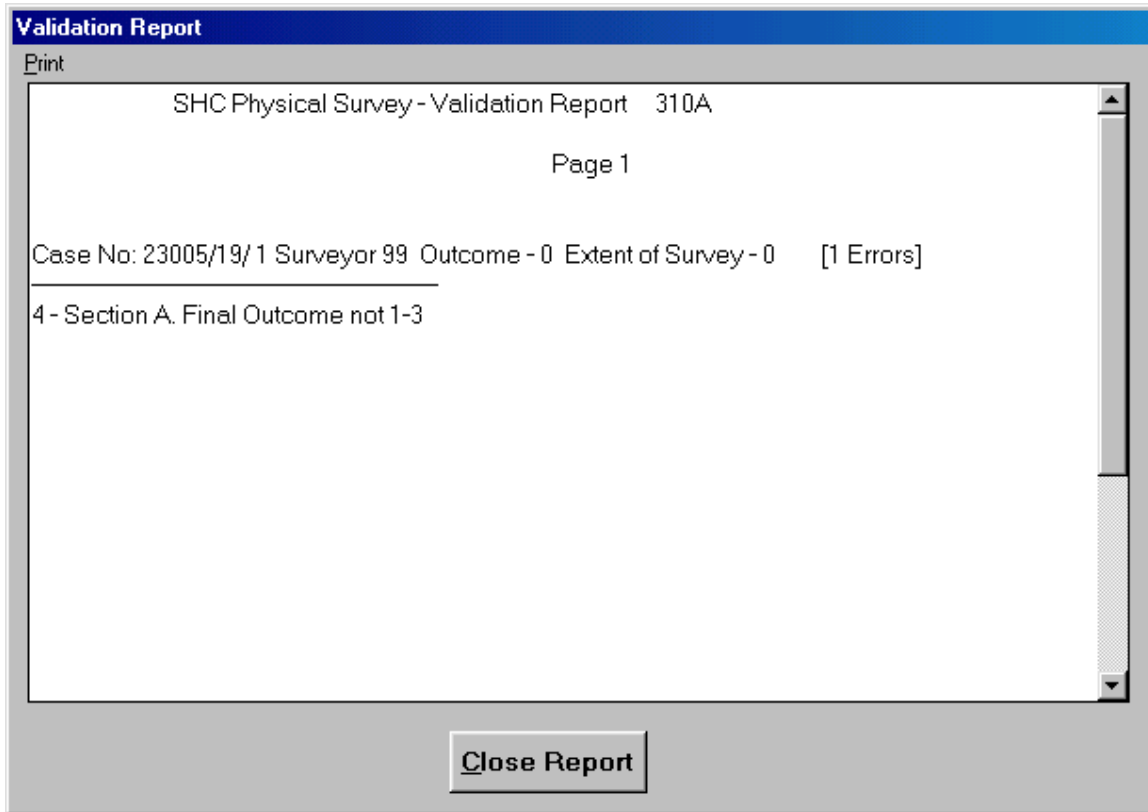 Validation Report
Print
SHC Physical Survey - Validation Report 310A
Page 1
Case No: 23005/19/ 1 Surveyor 99 Outcome - 0 Extent of Survey - 0 [1 Errors]
4 - Section A. Final Outcome not 1-3
Close Report